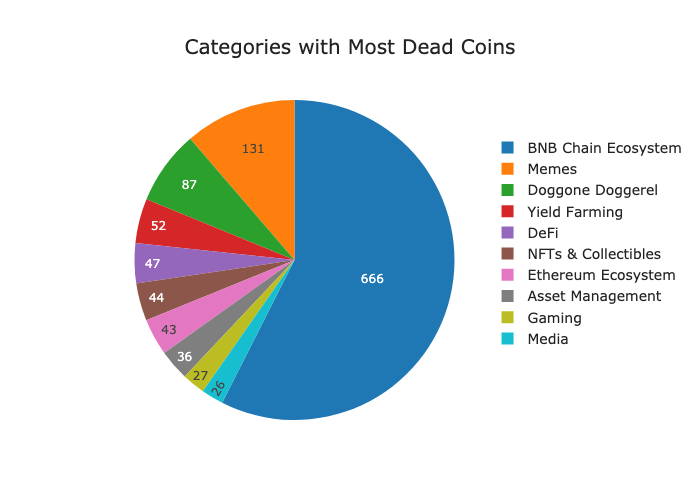 Categories with Most Dead Coins
131
87
52
47
44
43
36
27
26
666
BNB Chain Ecosystem
Memes
Doggone Doggerel
Yield Farming
DeFi
NFTs & Collectibles
Ethereum Ecosystem
Asset Management
Gaming
Media